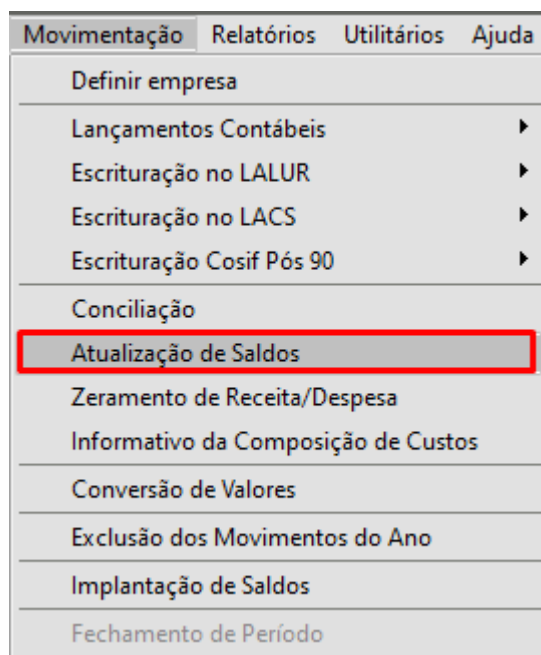 Movimentação Relatórios Utilitários Ajuda
Definir empresa
Lançamentos Contábeis
Escrituração no LALUR
Escrituração no LACS
Escrituração Cosif Pós 90
Conciliação
Atualização de Saldos
Zeramento de Receita/Despesa
Informativo da Composição de Custos
Conversão de Valores
Exclusão dos Movimentos do Ano
Implantação de Saldos
Fechamento de Período